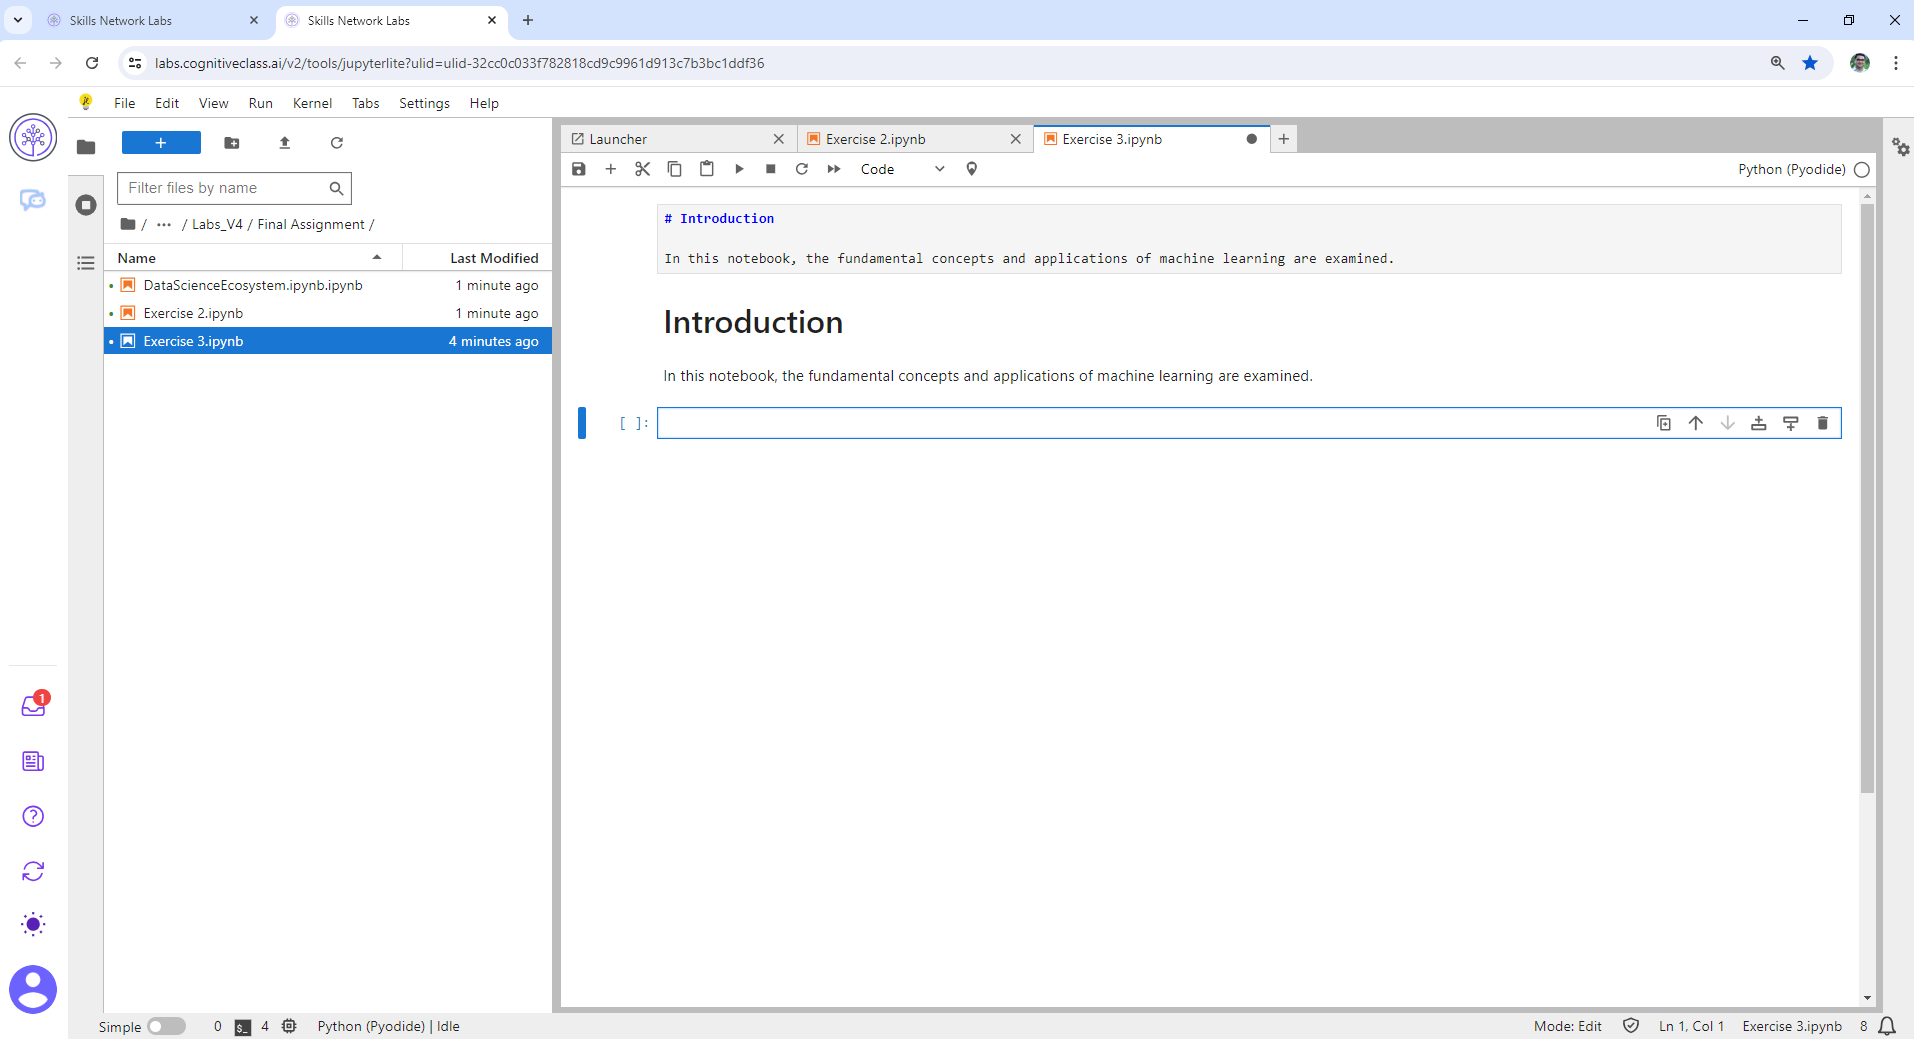 Skills Network Labs
Skills Network Labs
labs.cognitiveclass.ai/v2/tools/jupyterlite?ulid=ulid-32cc0c033f782818cd9c9961d913c7b3bc1ddf36
File Edit View Run Kernel Tabs Settings Help
Filter files by name
/ ... / Labs_V4 / Final Assignment /
Name Last Modified
DataScienceEcosystem.ipynb.ipynb 1 minute ago
Exercise 2.ipynb 1 minute ago
Exercise 3.ipynb 4 minutes ago
Launcher
Exercise 2.ipynb
Exercise 3.ipynb
Code
Python (Pyodide)
# Introduction
In this notebook, the fundamental concepts and applications of machine learning are examined.
Introduction
In this notebook, the fundamental concepts and applications of machine learning are examined.
[ ]:
1
Simple 0 $_ 4 Python (Pyodide) | Idle
Mode: Edit Ln 1, Col 1 Exercise 3.ipynb 8